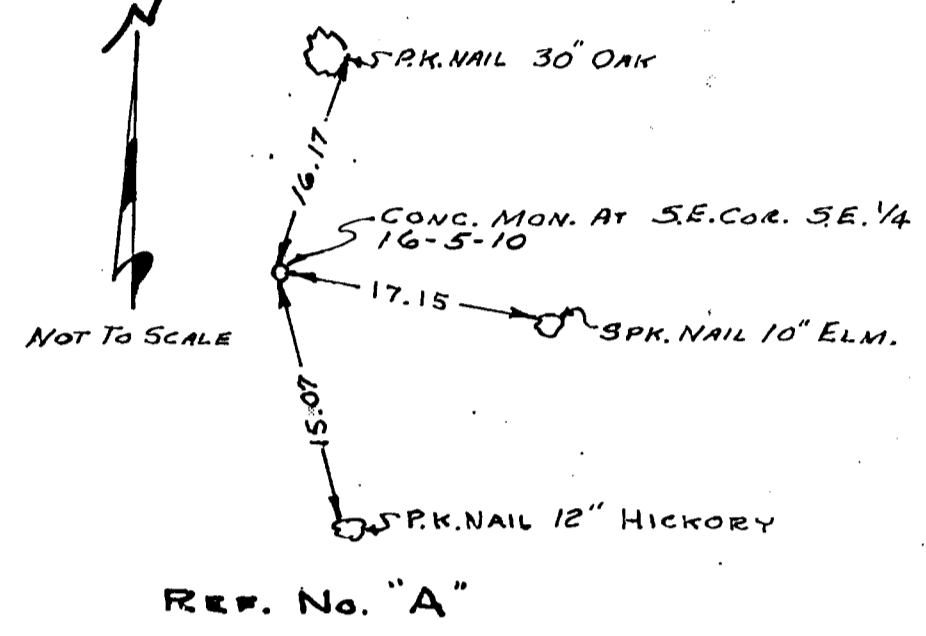 N
P.K. NAIL 30" OAK
16.17
CONC. MON. AT S.E. COR. S.E. 1/4
16-5-10
17.15
NOT TO SCALE
PK. NAIL 10" ELM.
15.07
P.K. NAIL 12" HICKORY
REF. No. "A"